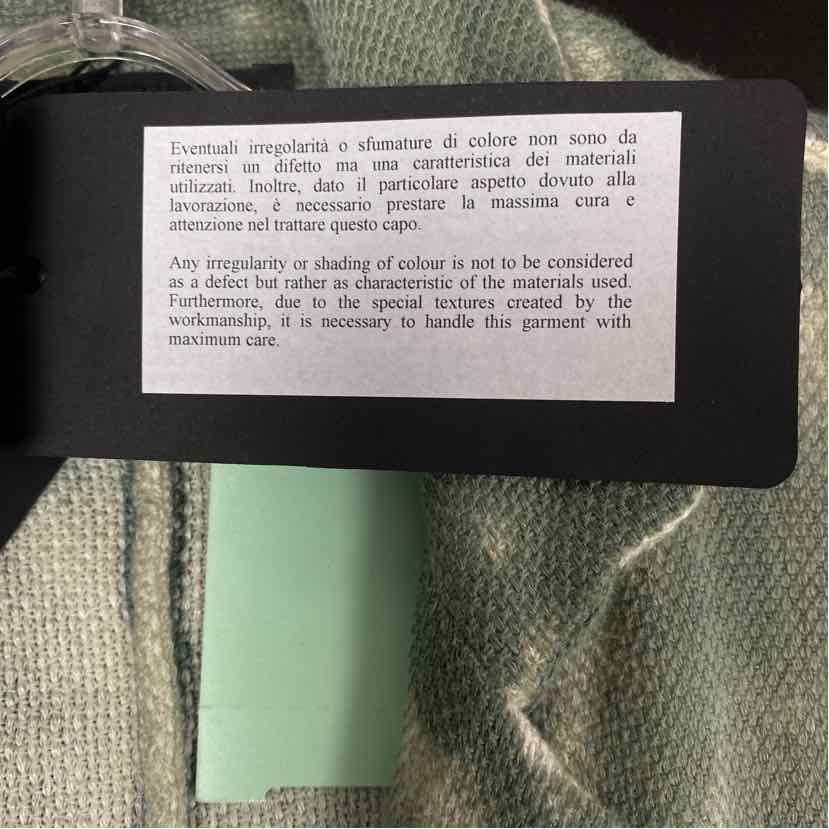 Eventuali irregolarità o sfumature di colore non sono da
ritenersi un difetto ma una caratteristica dei materiali
utilizzati. Inoltre, dato il particolare aspetto dovuto alla
lavorazione, è necessario prestare la massima cura e
attenzione nel trattare questo capo.
Any irregularity or shading of colour is not to be considered
as a defect but rather as characteristic of the materials used.
Furthermore, due to the special textures created by the
workmanship, it is necessary to handle this garment with
maximum care.